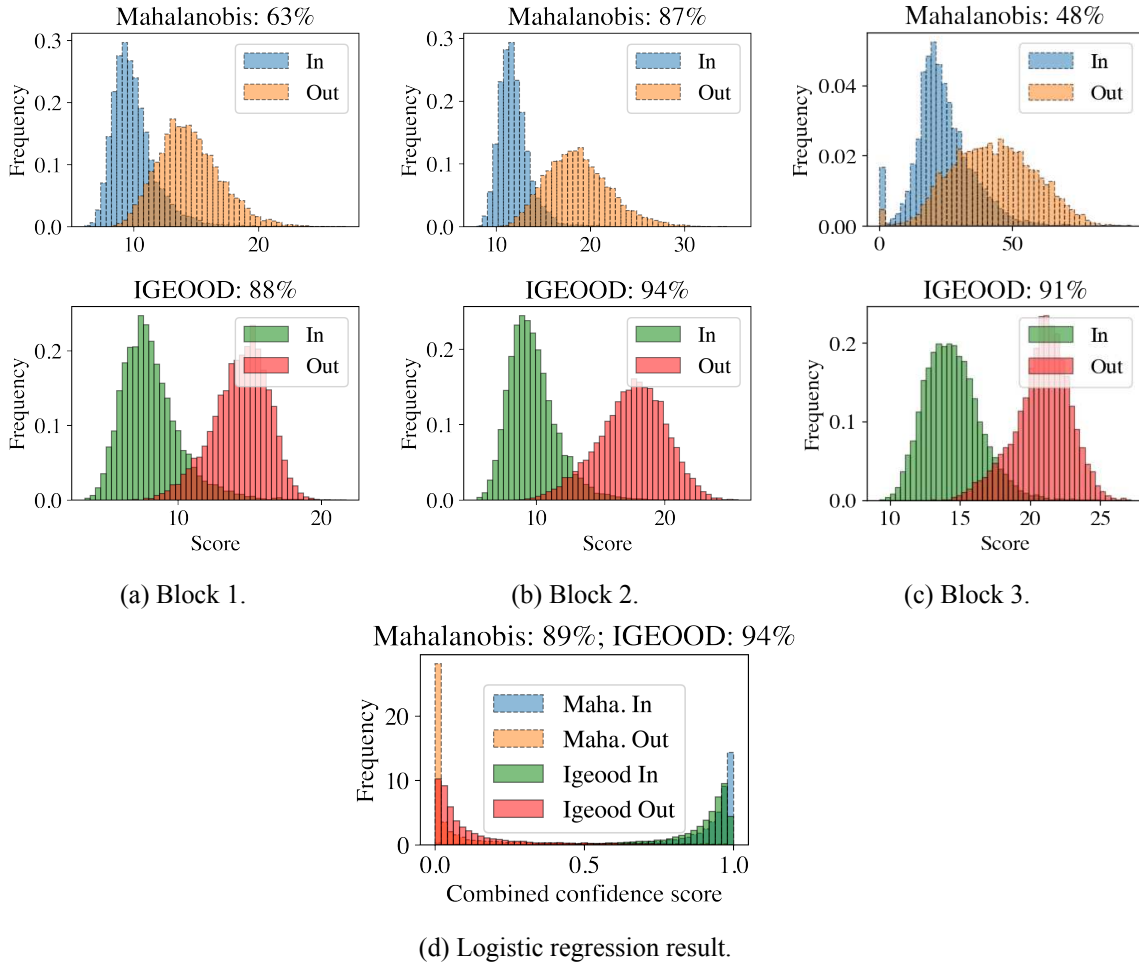 Mahalanobis: 63%
0.3
0.2
0.1
0.0
Frequency
In
Out
10
20
Mahalanobis: 87%
0.3
0.2
0.1
0.0
Frequency
In
Out
10
20
30
Mahalanobis: 48%
0.04
0.02
0.00
Frequency
In
Out
0
50
IGEOOD: 88%
0.2
0.1
0.0
Frequency
In
Out
10
20
Score
IGEOOD: 94%
0.2
0.1
0.0
Frequency
In
Out
10
20
Score
IGEOOD: 91%
0.2
0.1
0.0
Frequency
In
Out
10
15
20
25
Score
(a) Block 1.
(b) Block 2.
(c) Block 3.
Mahalanobis: 89%; IGEOOD: 94%
20
10
0
Frequency
Maha. In
Maha. Out
Igeood In
Igeood Out
0.0
0.5
1.0
Combined confidence score
(d) Logistic regression result.